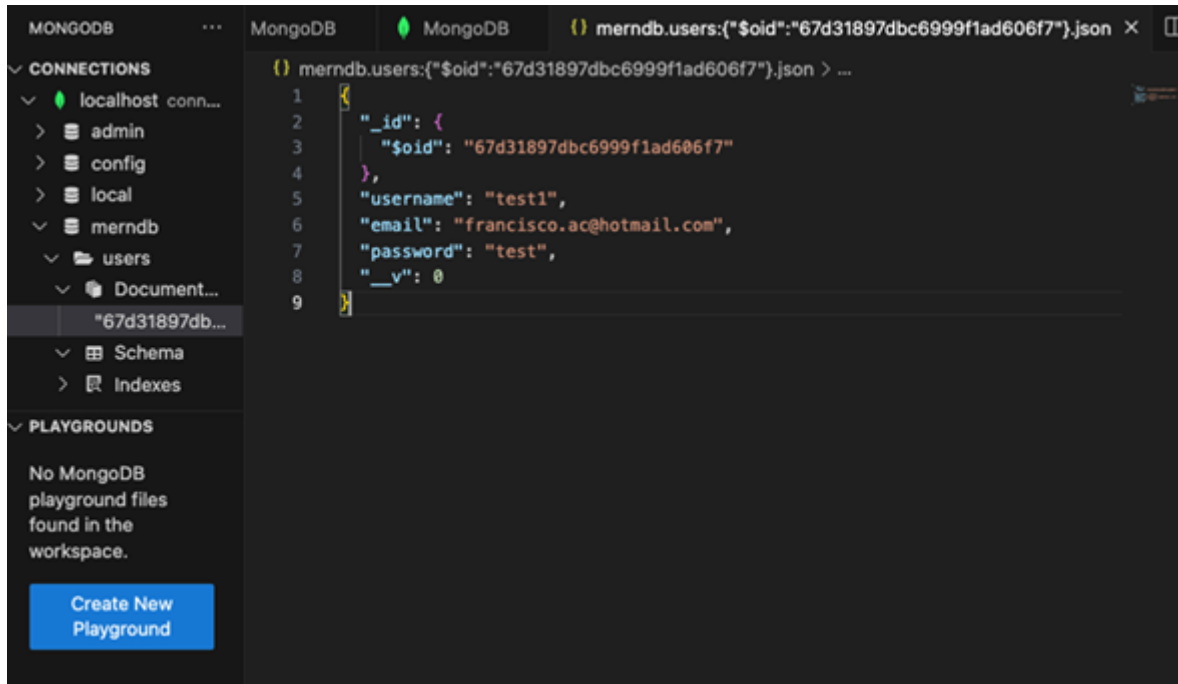 MONGODB ...
CONNECTIONS
localhost conn...
admin
config
local
merndb
users
Document...
"67d31897db...
Schema
Indexes
PLAYGROUNDS
No MongoDB
playground files
found in the
workspace.
Create New
Playground
MongoDB
MongoDB
{} merndb.users:{"$oid":"67d31897dbc6999f1ad606f7"}.json ×
{} merndb.users:{"$oid":"67d31897dbc6999f1ad606f7"}.json > ...
1 {
2 "_id": {
3 "$oid": "67d31897dbc6999f1ad606f7"
4 },
5 "username": "test1",
6 "email": "francisco.ac@hotmail.com",
7 "password": "test",
8 "__v": 0
9 }